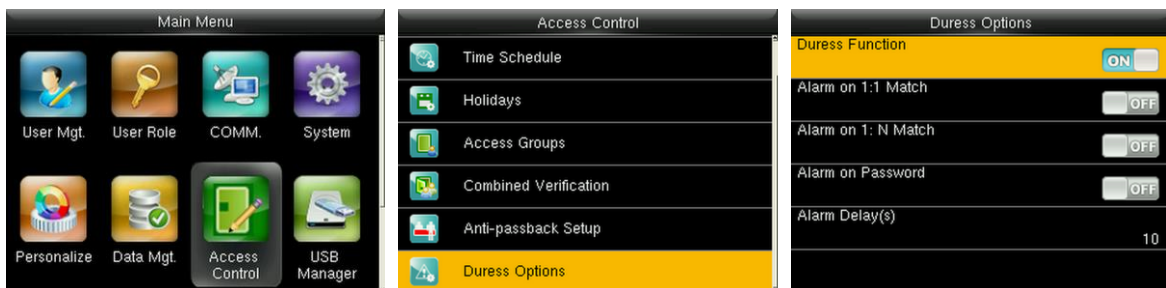 Main Menu
User Mgt.
User Role
COMM.
System
Personalize
Data Mgt.
Access
Control
USB
Manager
Access Control
Time Schedule
Holidays
Access Groups
Combined Verification
Anti-passback Setup
Duress Options
Duress Options
Duress Function
ON
Alarm on 1:1 Match
OFF
Alarm on 1: N Match
OFF
Alarm on Password
OFF
Alarm Delay(s)
10